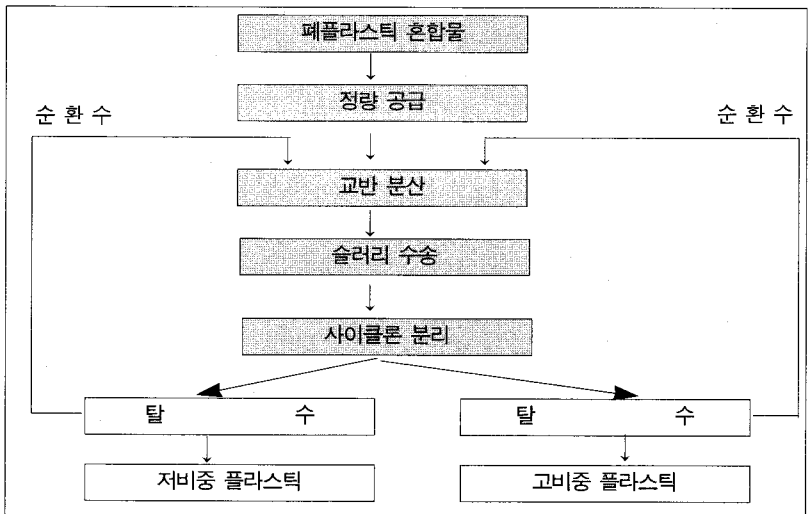 폐플라스틱 혼합물
정량 공급
순 환 수
순 환 수
교반 분산
슬러리 수송
사이클론 분리
탈 수
탈 수
저비중 플라스틱
고비중 플라스틱